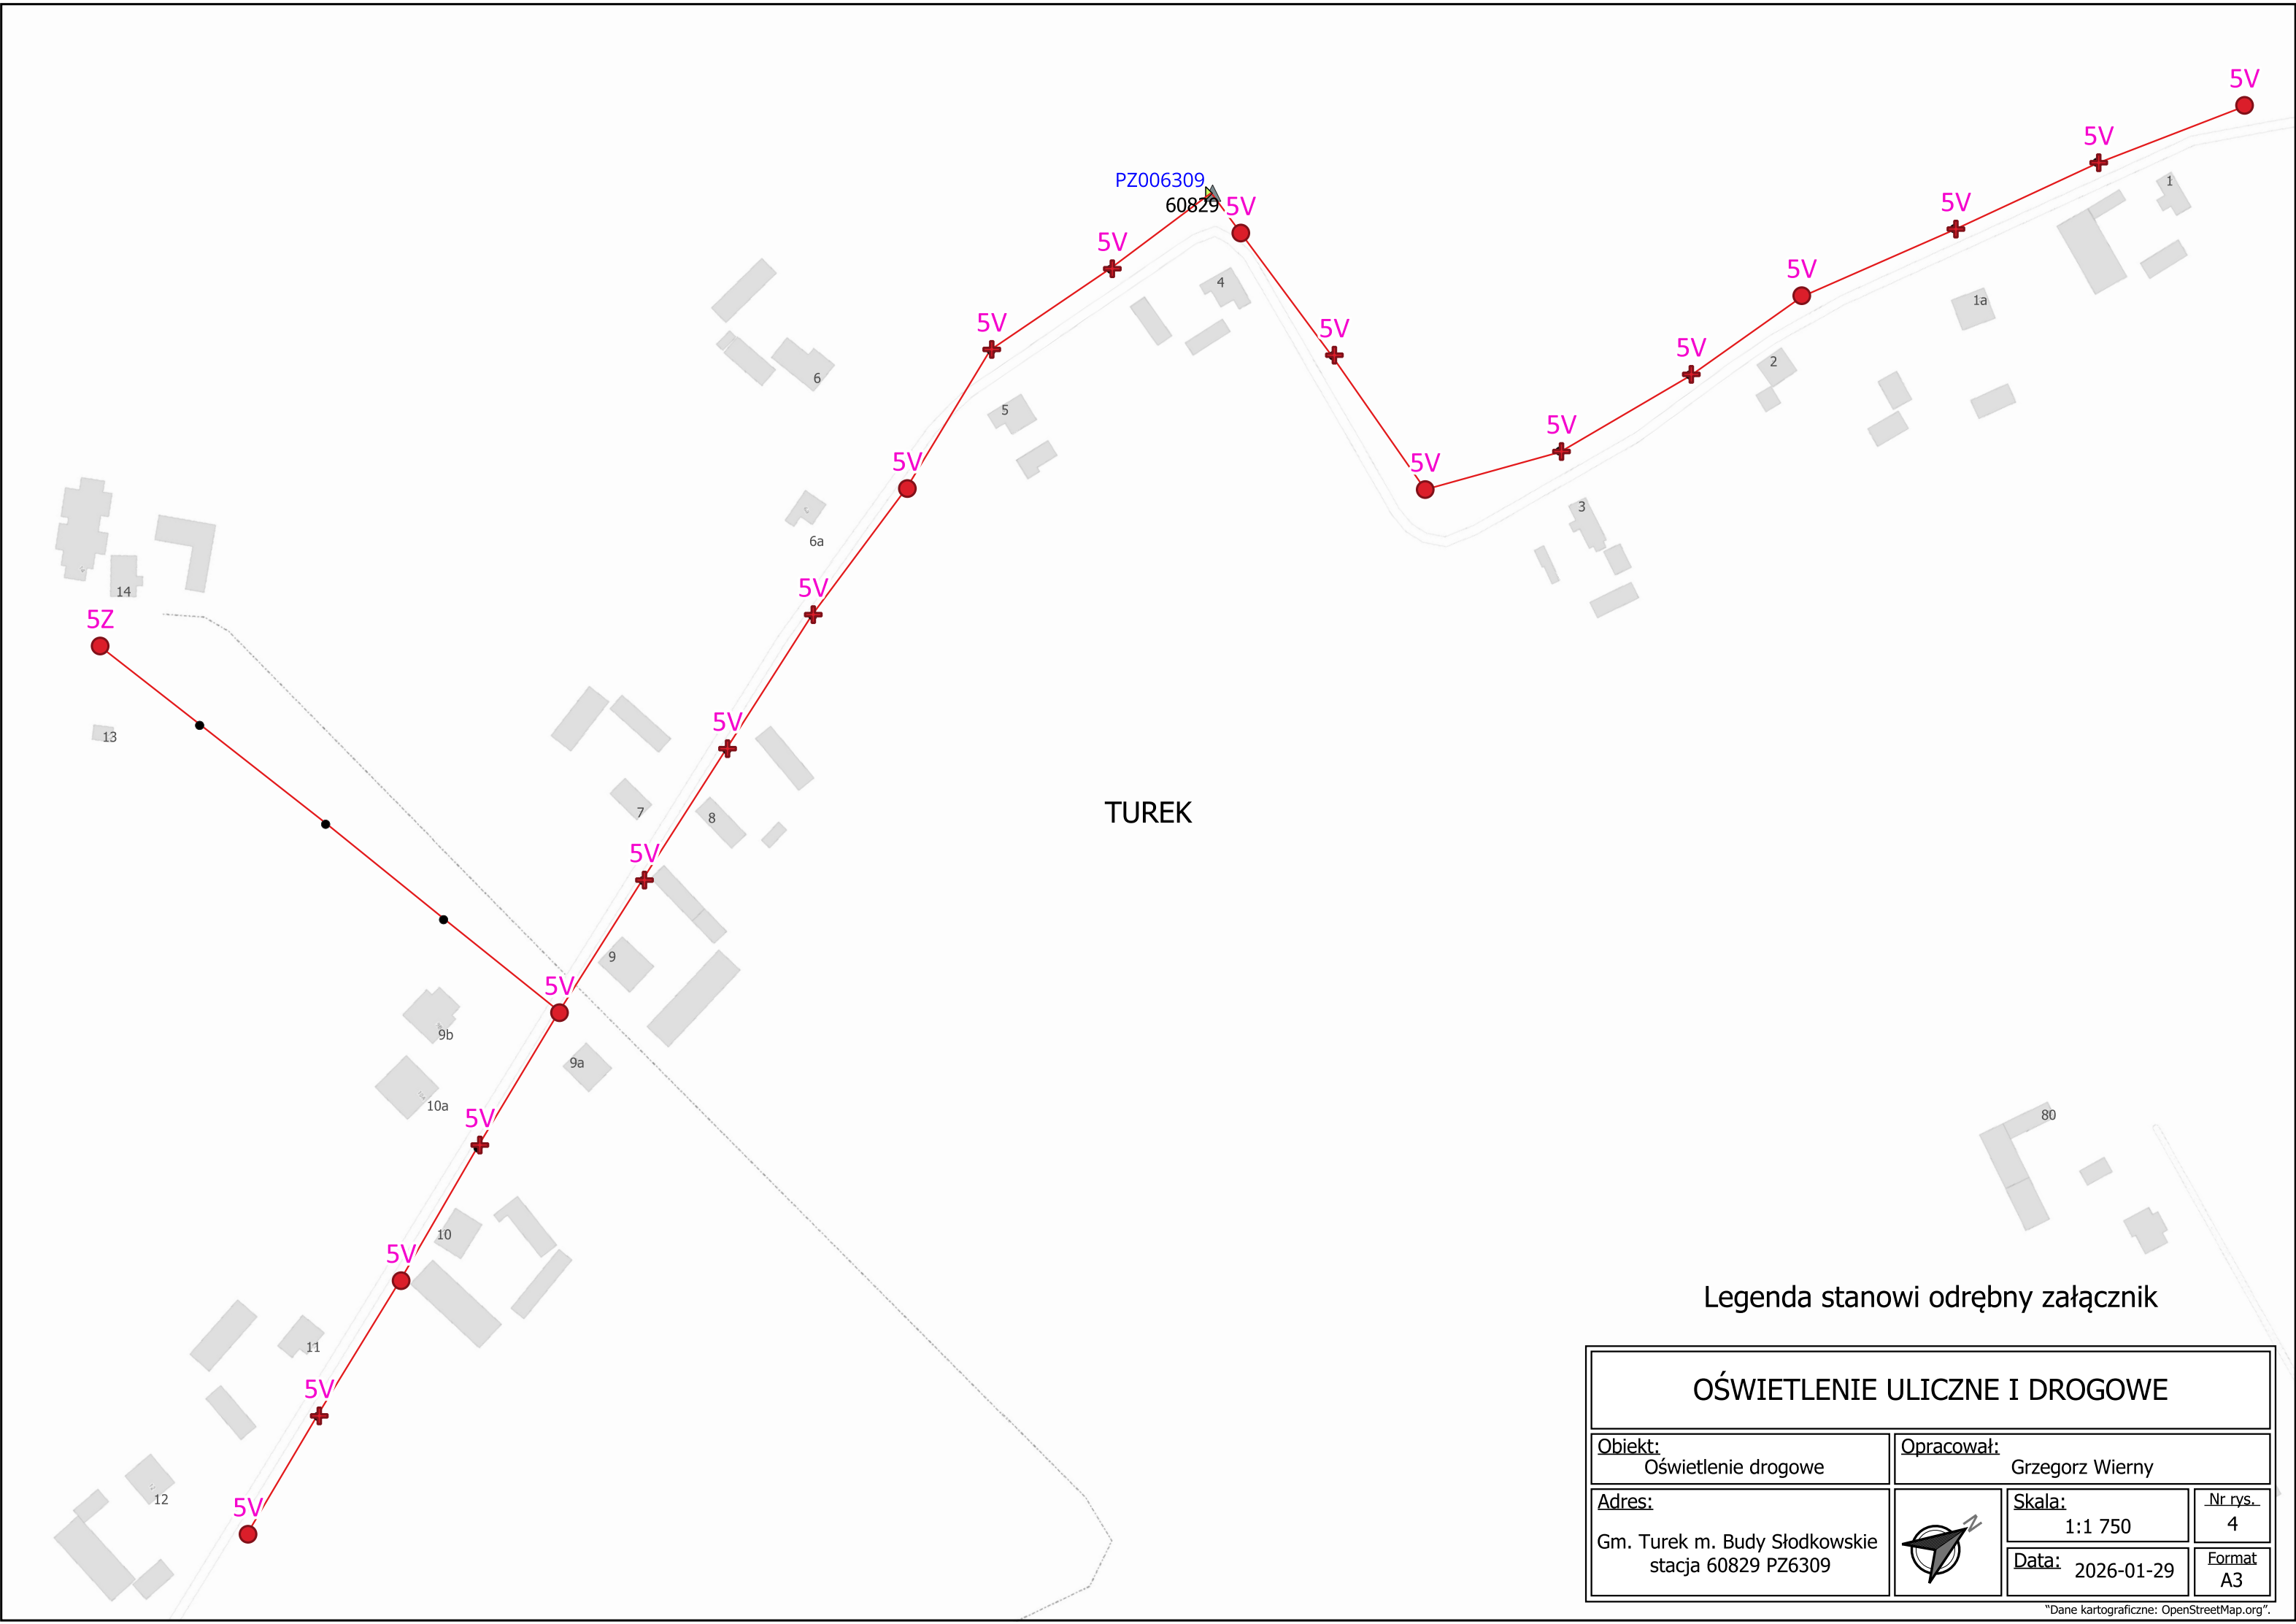 5V
5V
1
PZ006309
60829
5V
5V
5V
4
1a
5V
5V
5V
5V
2
6
5
5V
5V
5V
3
6a
5V
14
5Z
5V
13
7
8
TUREK
5V
9
5V
9b
9a
10a
5V
80
10
5V
Legenda stanowi odrębny załącznik
11
5V
12
5V
OŚWIETLENIE ULICZNE I DROGOWE
Obiekt:
Oświetlenie drogowe
Opracował:
Grzegorz Wierny
Adres:
Gm. Turek m. Budy Słodkowskie
stacja 60829 PZ6309
N
Skala:
1:1 750
Nr rys.
4
Data: 2026-01-29
Format
A3
"Dane kartograficzne: OpenStreetMap.org".